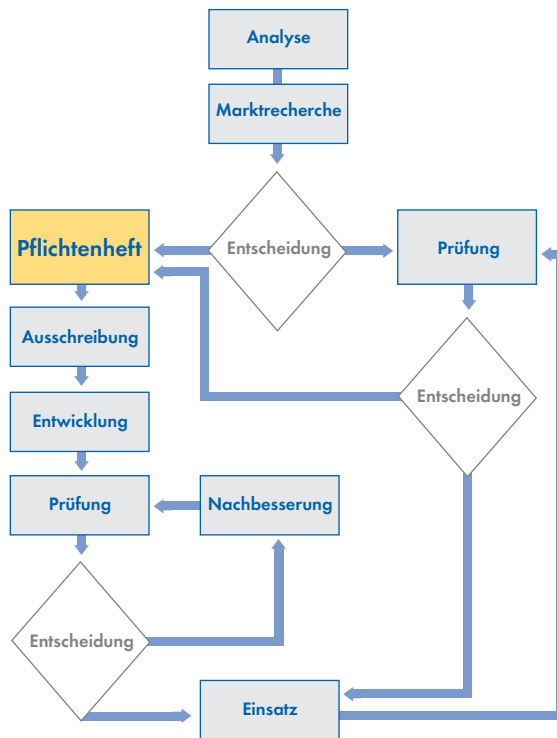 Analyse
Marktrecherche
Entscheidung
Pflichtenheft
Prüfung
Ausschreibung
Entscheidung
Entwicklung
Prüfung
Nachbesserung
Entscheidung
Einsatz